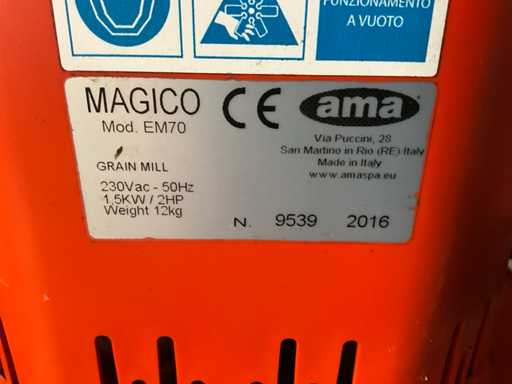 FUNZIONAMENTO
A VUOTO
MAGICO CE ama
Mod. EM70
Via Puccini, 28
San Martino in Rio (RE)-Italy
GRAIN MILL
Made in Italy
www.amaspa.eu
230Vac - 50Hz
1,5KW / 2HP
Weight 12kg
N. 9539 2016